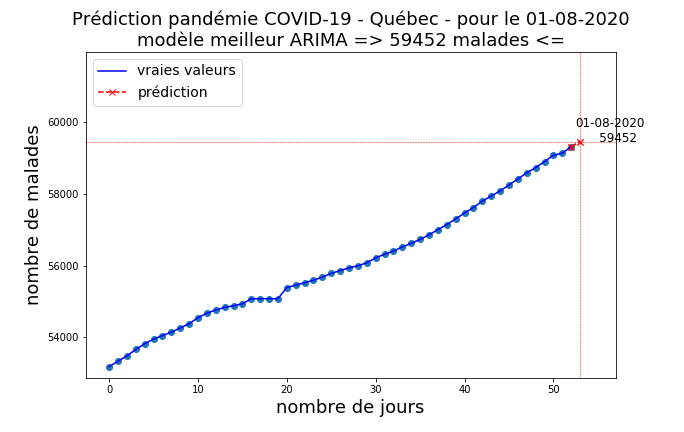 Prédiction pandémie COVID-19 - Québec - pour le 01-08-2020
modèle meilleur ARIMA => 59452 malades <=
vraies valeurs
prédiction
01-08-2020
59452
nombre de malades
60000
58000
56000
54000
0 10 20 30 40 50
nombre de jours